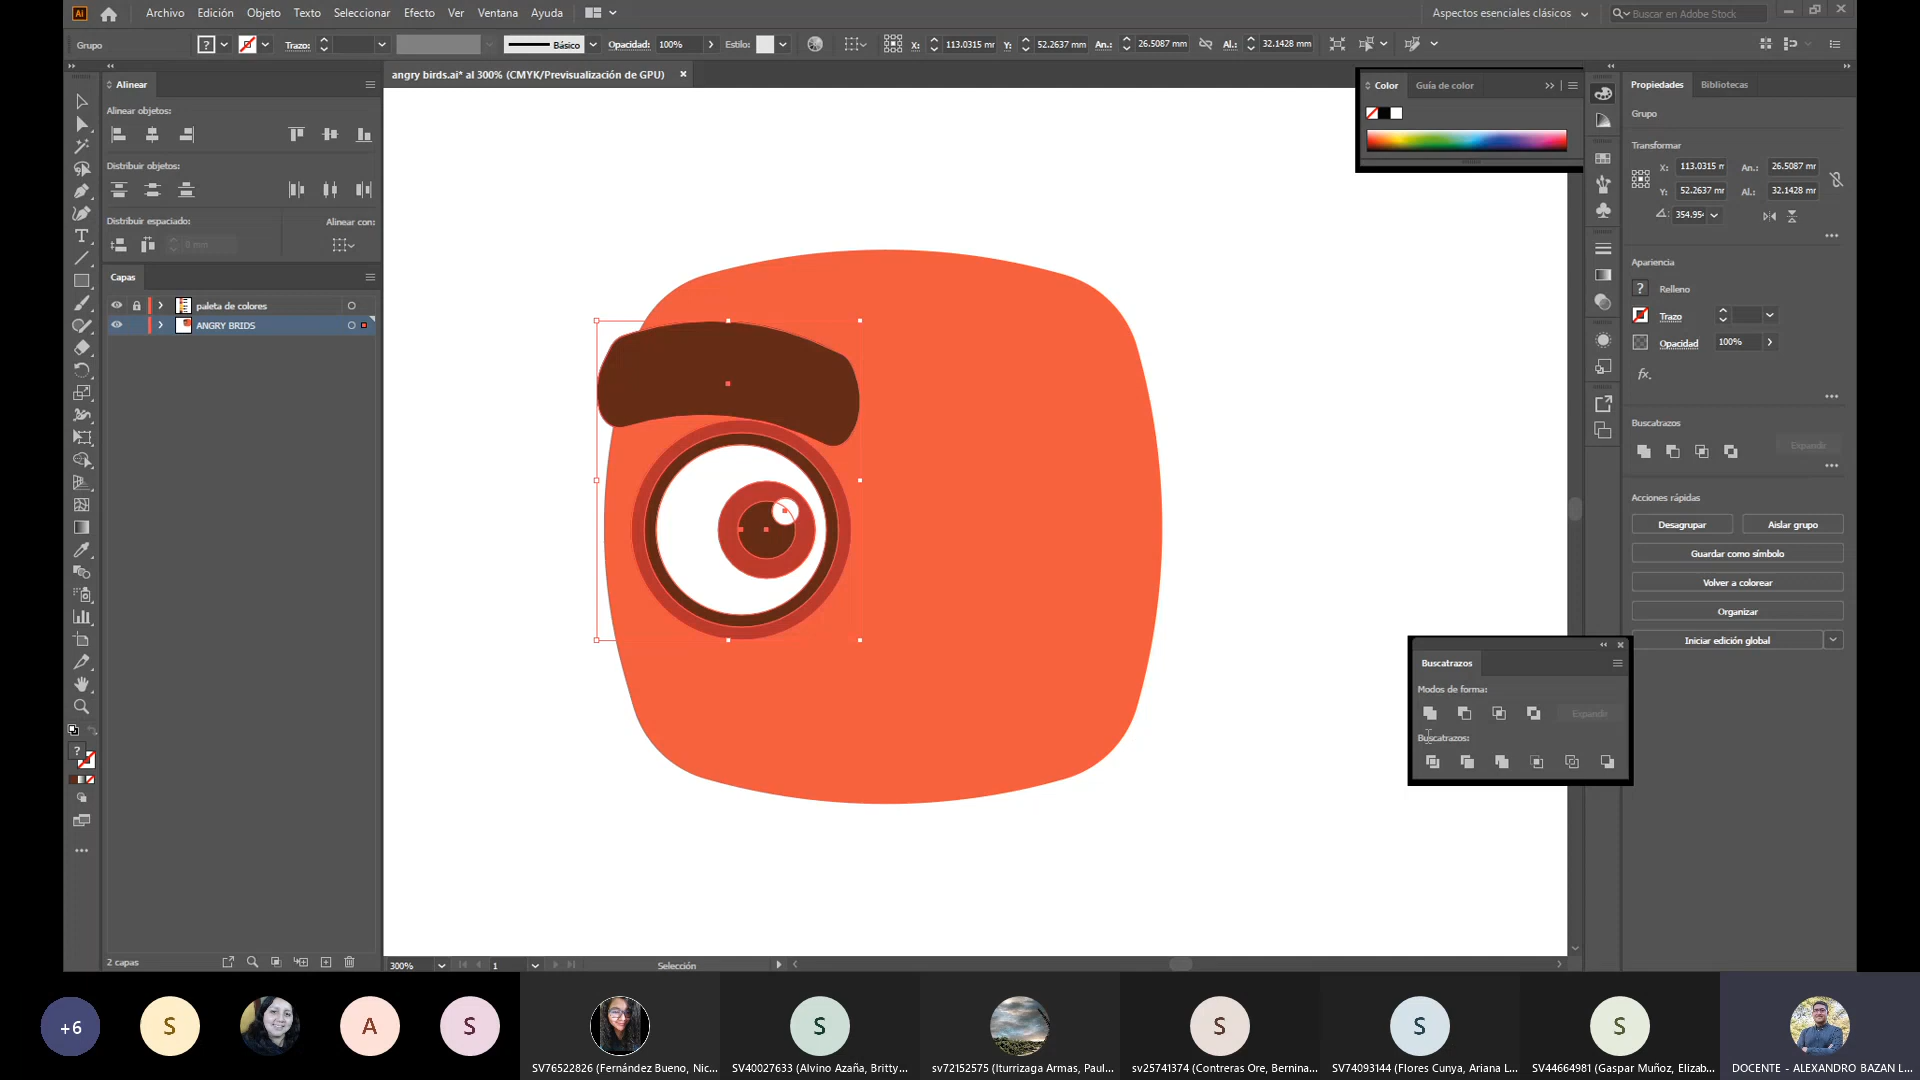 Ai
Archivo Edición Objeto Texto Seleccionar Efecto Ver Ventana Ayuda
Aspectos esenciales clásicos
Buscar en Adobe Stock
Grupo
?
Trazo:
Básico
Opacidad: 100%
Estilo:
X: 113.0315 mr
Y: 52.2637 mm
An.: 26.5087 mm
Al.: 32.1428 mm
angry birds.ai* al 300% (CMYK/Previsualización de GPU)
Alinear
Alinear objetos:
Distribuir objetos:
Distribuir espaciado:
Alinear con:
0 mm
Capas
paleta de colores
ANGRY BRIDS
2 capas
300%
1
Selección
Color
Guía de color
Buscatrazos
Modos de forma:
Expandir
Buscatrazos:
Propiedades
Bibliotecas
Grupo
Transformar
X: 113.0315 m
An.: 26.5087 mr
Y: 52.2637 mm
Al.: 32.1428 mr
354.95
Apariencia
? Relleno
Trazo
Opacidad 100%
fx.
Buscatrazos
Expandir
Acciones rápidas
Desagrupar
Aislar grupo
Guardar como símbolo
Volver a colorear
Organizar
Iniciar edición global
+6
S
A
S
S
S
S
S
SV76522826 (Fernández Bueno, Nic...
SV40027633 (Alvino Azaña, Britty...
sv72152575 (Iturrizaga Armas, Paul...
sv25741374 (Contreras Ore, Bernina...
SV74093144 (Flores Cunya, Ariana L...
SV44664981 (Gaspar Muñoz, Elizab...
DOCENTE - ALEXANDRO BAZAN L...